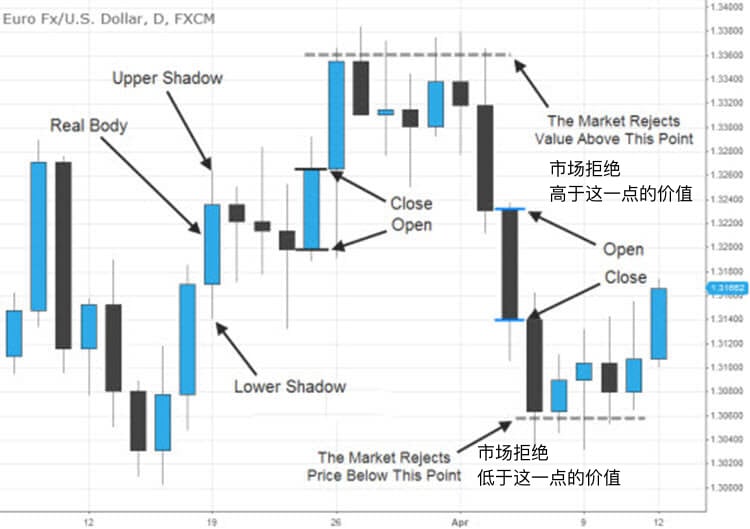 Euro Fx/U.S. Dollar, D, FXCM
Upper Shadow
Real Body
Close
Open
Lower Shadow
The Market Rejects
Value Above This Point
市场拒绝
高于这一点的价值
Open
Close
The Market Rejects
Price Below This Point
市场拒绝
低于这一点的价值
1.34000
1.33800
1.33600
1.33400
1.33200
1.33000
1.32800
1.32600
1.32400
1.32200
1.32000
1.31800
1.31662
1.31400
1.31200
1.31000
1.30800
1.30600
1.30400
1.30200
1.30000
12
19
26
Apr
9
12